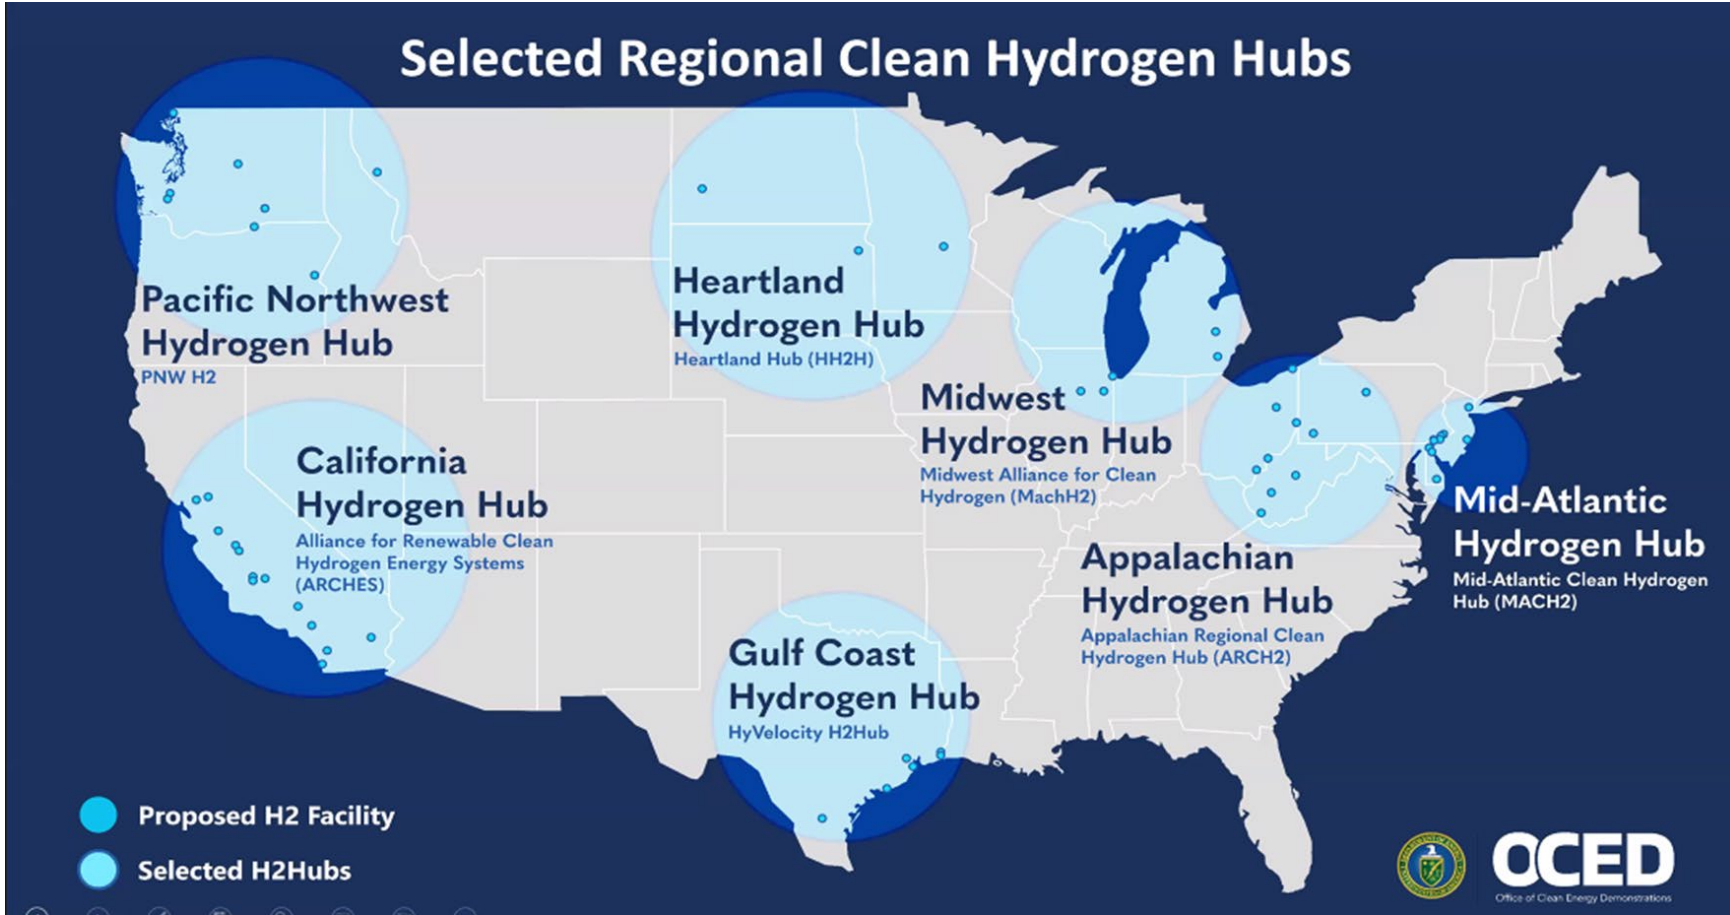 Selected Regional Clean Hydrogen Hubs
Pacific Northwest
Hydrogen Hub
PNW H2
Heartland
Hydrogen Hub
Heartland Hub (HH2H)
Midwest
Hydrogen Hub
Midwest Alliance for Clean
Hydrogen (MachH2)
California
Hydrogen Hub
Alliance for Renewable Clean
Hydrogen Energy Systems
(ARCHES)
Mid-Atlantic
Hydrogen Hub
Mid-Atlantic Clean Hydrogen
Hub (MACH2)
Appalachian
Hydrogen Hub
Appalachian Regional Clean
Hydrogen Hub (ARCH2)
Gulf Coast
Hydrogen Hub
HyVelocity H2Hub
Proposed H2 Facility
Selected H2Hubs
OCED
Office of Clean Energy Demonstrations